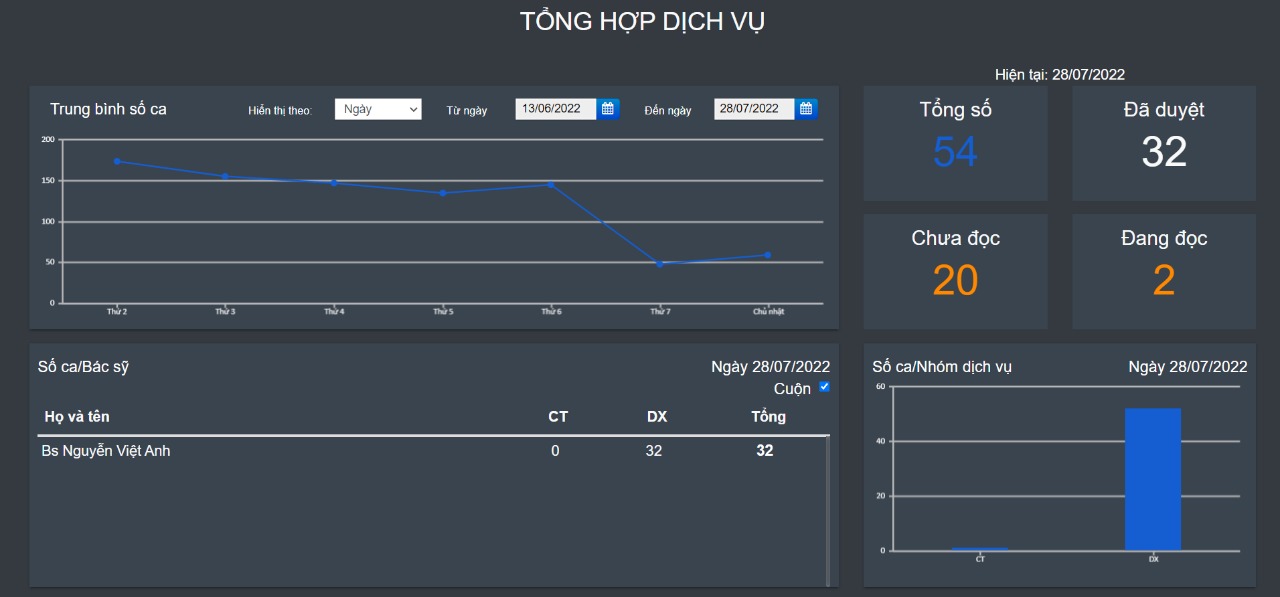 TỔNG HỢP DỊCH VỤ
Hiện tại: 28/07/2022
Trung bình số ca
Hiển thị theo: Ngày Từ ngày 13/06/2022 Đến ngày 28/07/2022
200
150
100
50
0
Thứ 2 Thứ 3 Thứ 4 Thứ 5 Thứ 6 Thứ 7 Chủ nhật
Tổng số
54
Đã duyệt
32
Chưa đọc
20
Đang đọc
2
Số ca/Bác sỹ Ngày 28/07/2022
Cuộn
Họ và tên CT DX Tổng
Bs Nguyễn Việt Anh 0 32 32
Số ca/Nhóm dịch vụ Ngày 28/07/2022
60
40
20
0
CT DX